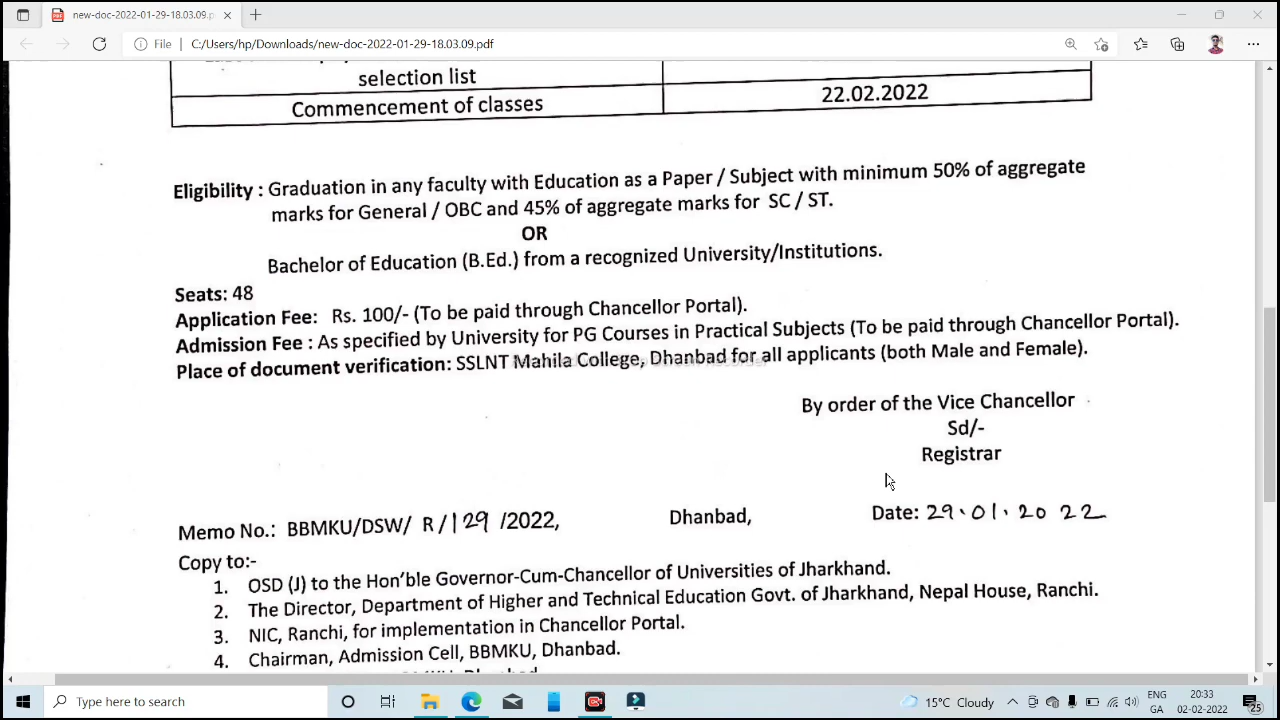 new-doc-2022-01-29-18.03.09.p
File C:/Users/hp/Downloads/new-doc-2022-01-29-18.03.09.pdf
selection list
Commencement of classes 22.02.2022
Eligibility : Graduation in any faculty with Education as a Paper / Subject with minimum 50% of aggregate
marks for General / OBC and 45% of aggregate marks for SC / ST.
OR
Bachelor of Education (B.Ed.) from a recognized University/Institutions.
Seats: 48
Application Fee: Rs. 100/- (To be paid through Chancellor Portal).
Admission Fee : As specified by University for PG Courses in Practical Subjects (To be paid through Chancellor Portal).
Place of document verification: SSLNT Mahila College, Dhanbad for all applicants (both Male and Female).
By order of the Vice Chancellor
Sd/-
Registrar
Memo No.: BBMKU/DSW/ R/129 /2022, Dhanbad, Date: 29.01.2022
Copy to:-
1. OSD (J) to the Hon'ble Governor-Cum-Chancellor of Universities of Jharkhand.
2. The Director, Department of Higher and Technical Education Govt. of Jharkhand, Nepal House, Ranchi.
3. NIC, Ranchi, for implementation in Chancellor Portal.
4. Chairman, Admission Cell, BBMKU, Dhanbad.
Type here to search 15°C Cloudy ENG 20:33
GA 02-02-2022 25